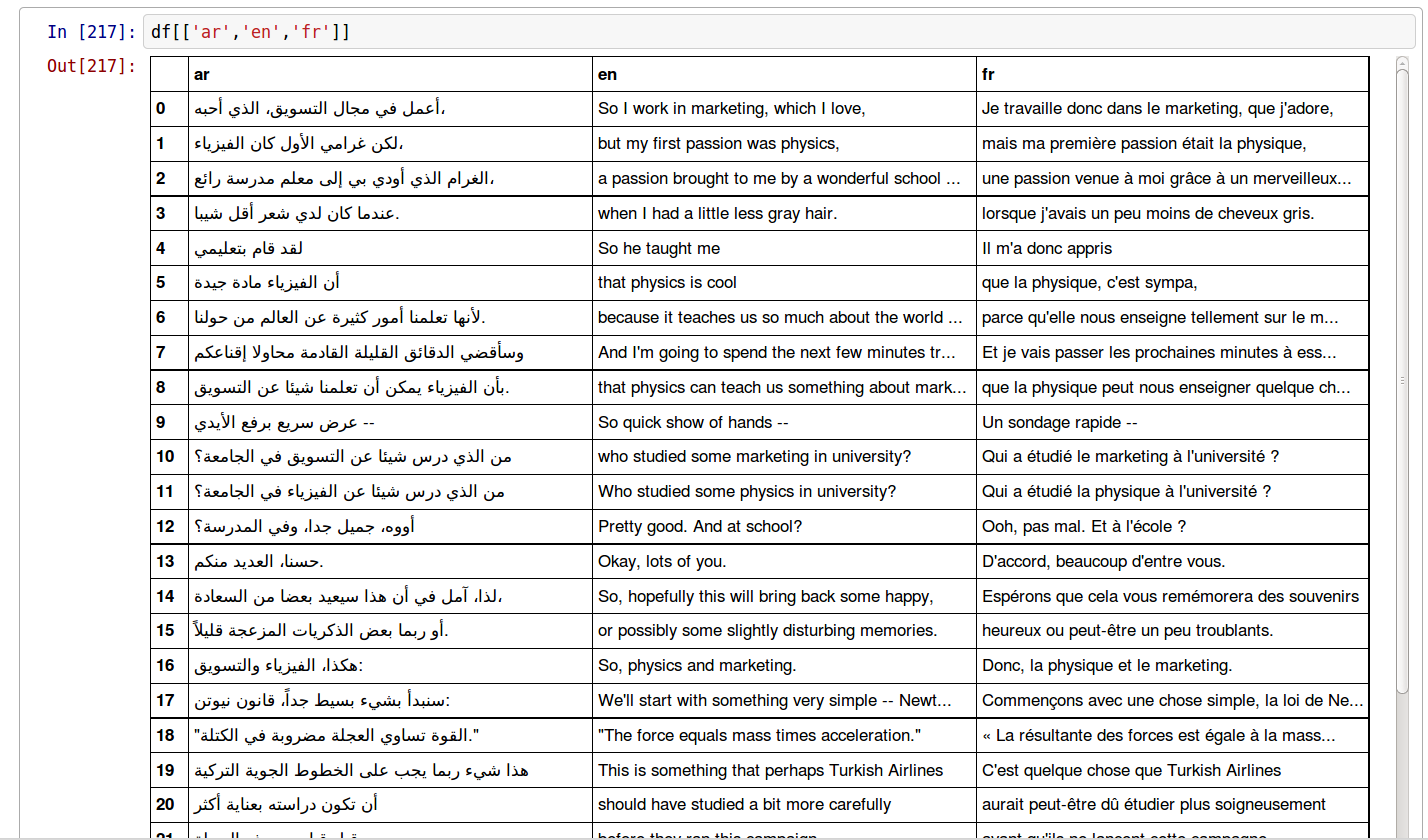 In [217]: df[['ar','en','fr']]
Out[217]:
ar en fr
0 أعمل في مجال التسويق، الذي أحبه، So I work in marketing, which I love, Je travaille donc dans le marketing, que j'adore,
1 لكن غرامي الأول كان الفيزياء، but my first passion was physics, mais ma première passion était la physique,
2 الغرام الذي أودي بي إلى معلم مدرسة رائع، a passion brought to me by a wonderful school ... une passion venue à moi grâce à un merveilleux...
3 عندما كان لدي شعر أقل شيبا. when I had a little less gray hair. lorsque j'avais un peu moins de cheveux gris.
4 لقد قام بتعليمي So he taught me Il m'a donc appris
5 أن الفيزياء مادة جيدة that physics is cool que la physique, c'est sympa,
6 لأنها تعلمنا أمور كثيرة عن العالم من حولنا. because it teaches us so much about the world ... parce qu'elle nous enseigne tellement sur le m...
7 وسأقضي الدقائق القليلة القادمة محاولا إقناعكم And I'm going to spend the next few minutes tr... Et je vais passer les prochaines minutes à ess...
8 بأن الفيزياء يمكن أن تعلمنا شيئا عن التسويق. that physics can teach us something about mark... que la physique peut nous enseigner quelque ch...
9 عرض سريع برفع الأيدي -- So quick show of hands -- Un sondage rapide --
10 من الذي درس شيئا عن التسويق في الجامعة؟ who studied some marketing in university? Qui a étudié le marketing à l'université ?
11 من الذي درس شيئا عن الفيزياء في الجامعة؟ Who studied some physics in university? Qui a étudié la physique à l'université ?
12 أووه، جميل جدا، وفي المدرسة؟ Pretty good. And at school? Ooh, pas mal. Et à l'école ?
13 حسنا، العديد منكم. Okay, lots of you. D'accord, beaucoup d'entre vous.
14 لذا، آمل في أن هذا سيعيد بعضا من السعادة، So, hopefully this will bring back some happy, Espérons que cela vous remémorera des souvenirs
15 أو ربما بعض الذكريات المزعجة قليلاً. or possibly some slightly disturbing memories. heureux ou peut-être un peu troublants.
16 هكذا، الفيزياء والتسويق: So, physics and marketing. Donc, la physique et le marketing.
17 سنبدأ بشيء بسيط جداً، قانون نيوتن: We'll start with something very simple -- Newt... Commençons avec une chose simple, la loi de Ne...
18 "القوة تساوي العجلة مضروبة في الكتلة." "The force equals mass times acceleration." « La résultante des forces est égale à la mass...
19 هذا شيء ربما يجب على الخطوط الجوية التركية This is something that perhaps Turkish Airlines C'est quelque chose que Turkish Airlines
20 أن تكون دراسته بعناية أكثر should have studied a bit more carefully aurait peut-être dû étudier plus soigneusement
21 before they ran this campaign